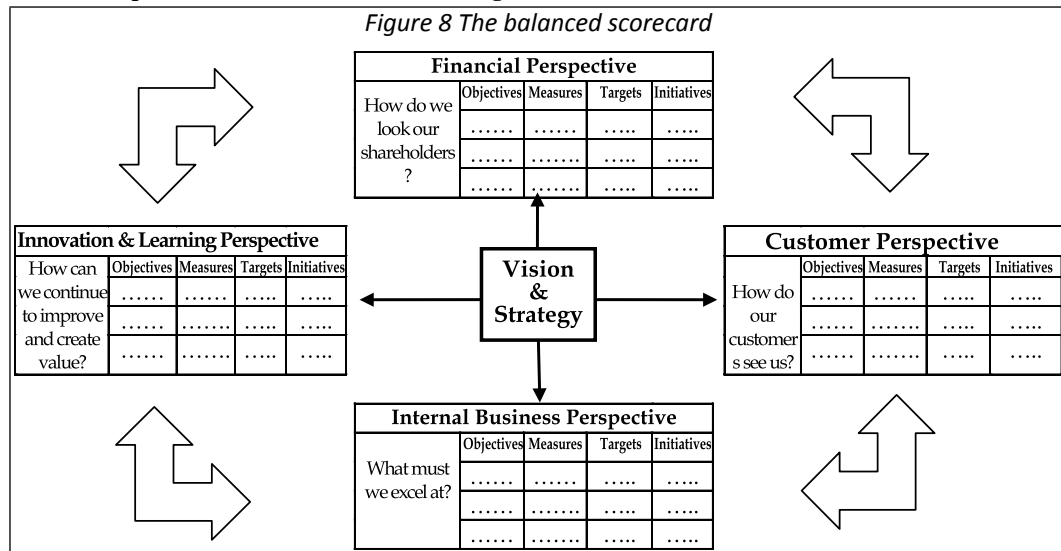 Figure 8 The balanced scorecard
Financial Perspective
How do we
look our
shareholders
?
Objectives Measures Targets Initiatives
...... ...... ..... .....
...... ....... ..... .....
...... ....... ..... .....
Innovation & Learning Perspective
How can
we continue
to improve
and create
value?
Objectives Measures Targets Initiatives
...... ...... ..... .....
...... ....... ..... .....
...... ....... ..... .....
Vision
&
Strategy
Customer Perspective
How do
our
customer
s see us?
Objectives Measures Targets Initiatives
...... ...... ..... .....
...... ....... ..... .....
...... ....... ..... .....
Internal Business Perspective
What must
we excel at?
Objectives Measures Targets Initiatives
...... ...... ..... .....
...... ....... ..... .....
...... ....... ..... .....